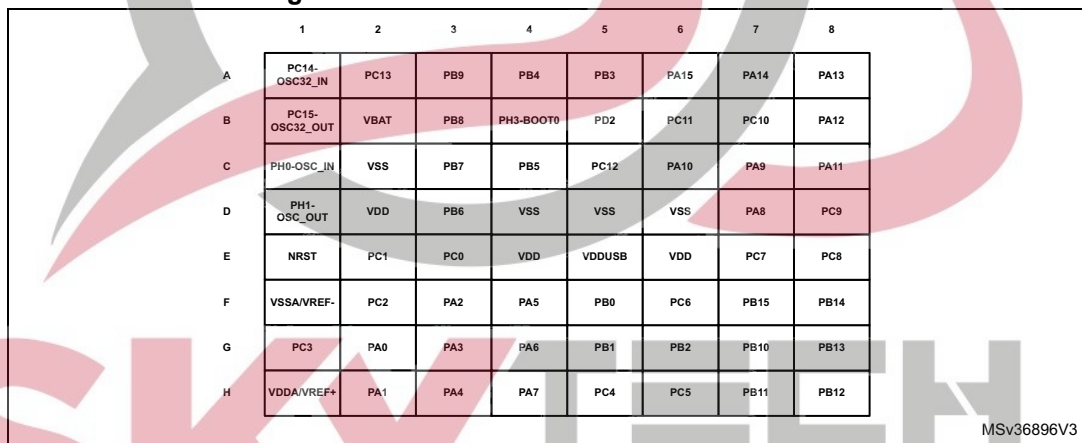 1 2 3 4 5 6 7 8
A PC14-OSC32_IN PC13 PB9 PB4 PB3 PA15 PA14 PA13
B PC15-OSC32_OUT VBAT PB8 PH3-BOOT0 PD2 PC11 PC10 PA12
C PH0-OSC_IN VSS PB7 PB5 PC12 PA10 PA9 PA11
D PH1-OSC_OUT VDD PB6 VSS VSS VSS PA8 PC9
E NRST PC1 PC0 VDD VDDUSB VDD PC7 PC8
F VSSA/VREF- PC2 PA2 PA5 PB0 PC6 PB15 PB14
G PC3 PA0 PA3 PA6 PB1 PB2 PB10 PB13
H VDDA/VREF+ PA1 PA4 PA7 PC4 PC5 PB11 PB12
SKYTECH
MSv36896V3